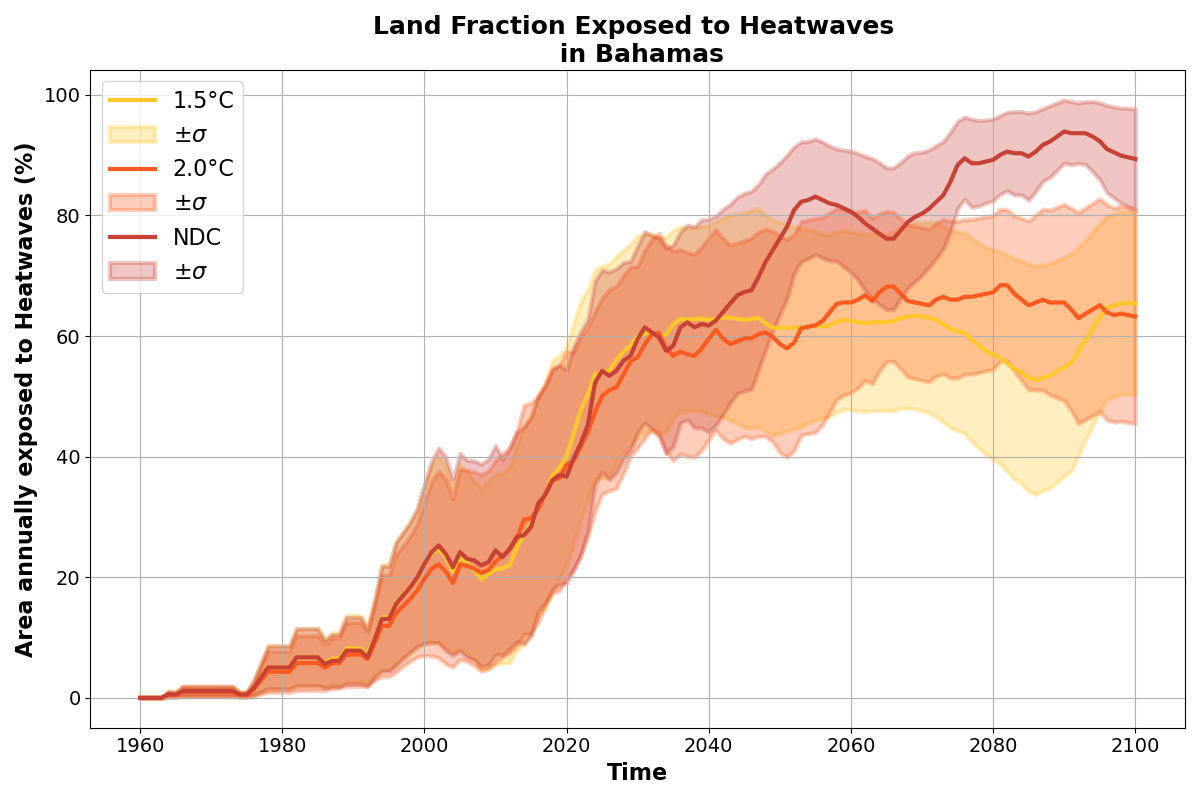 Land Fraction Exposed to Heatwaves
in Bahamas
Area annually exposed to Heatwaves (%)
100
80
60
40
20
0
1.5°C
±σ
2.0°C
±σ
NDC
±σ
1960
1980
2000
2020
2040
2060
2080
2100
Time